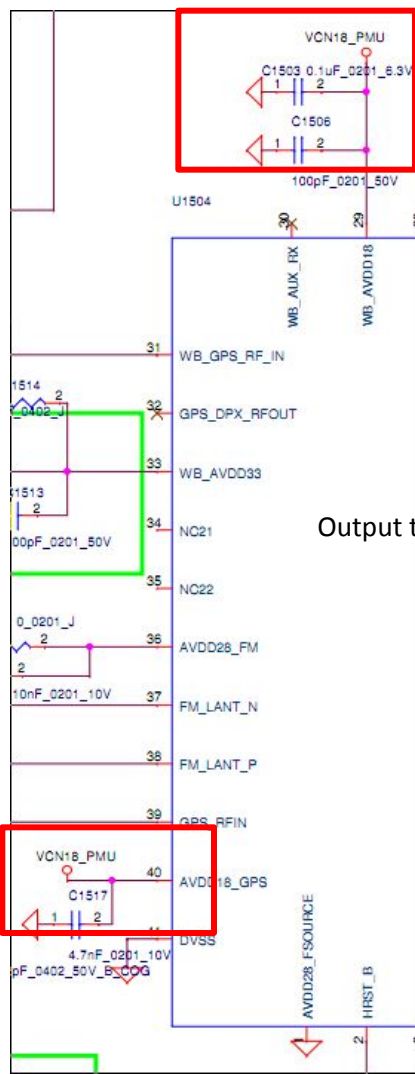 VCN18_PMU
C1503 0.1uF_0201_6.3V
1 2
C1506
1 2
100pF_0201_50V
U1504
30
29
WB_AUX_RX
WB_AVDD18
31 WB_GPS_RF_IN
1514
2
_0402_J
32 GPS_DPX_RFOUT
33 WB_AVDD33
1513
2
00pF_0201_50V
34 NC21
Output t
35 NC22
0_0201_J
2
36 AVDD28_FM
2
10nF_0201_10V
37 FM_LANT_N
38 FM_LANT_P
39 GPS_RFIN
VCN18_PMU
40 AVDD18_GPS
C1517
1 2
41 DVSS
4.7nF_0201_10V
pF_0402_50V_B_COG
AVDD28_FSOURCE
HRST_B
1
2